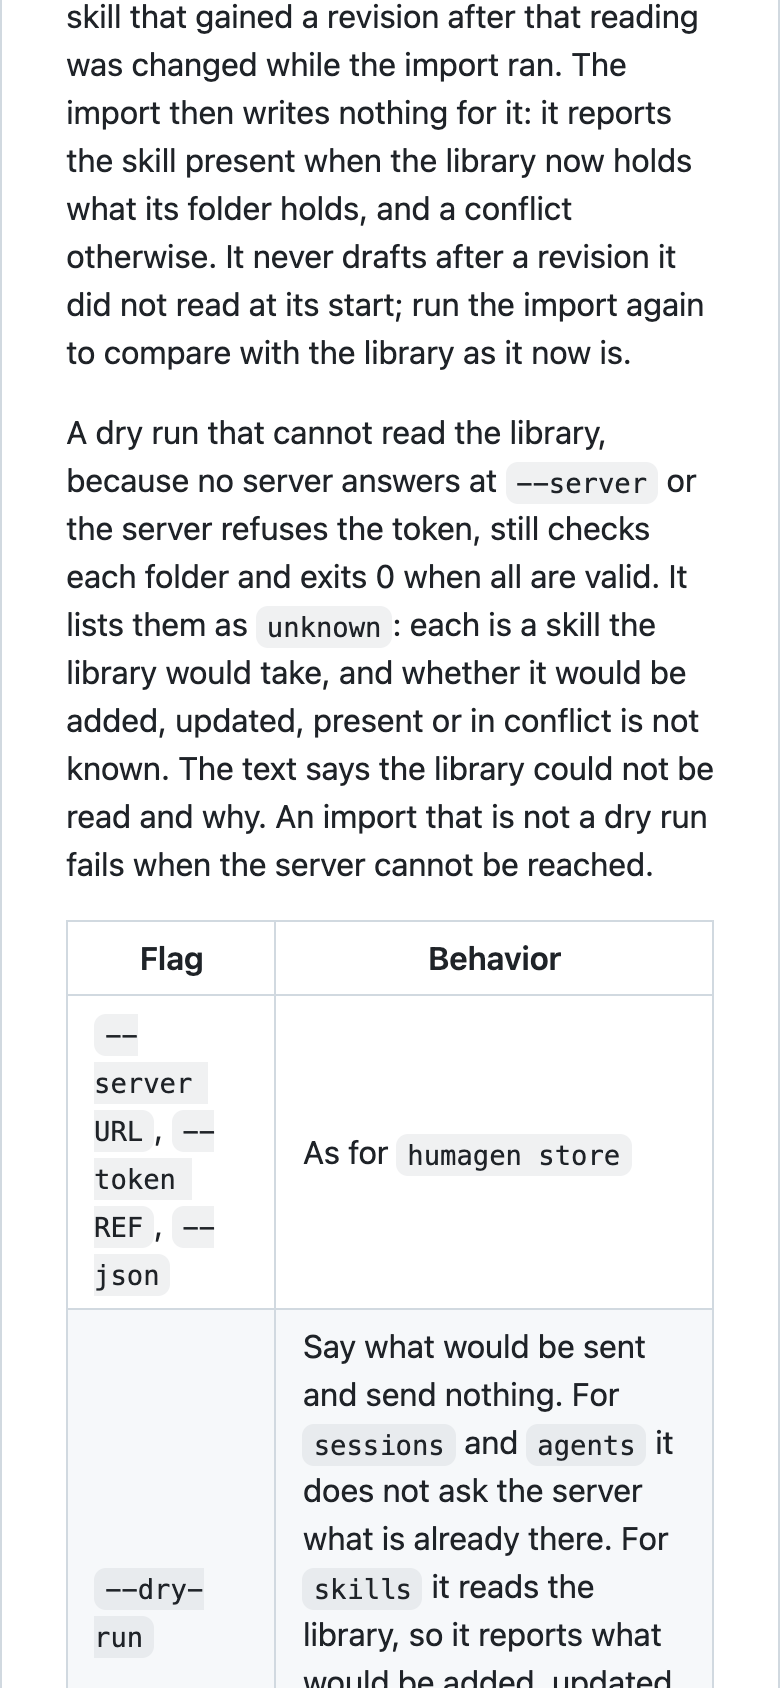 skill that gained a revision after that reading
was changed while the import ran. The
import then writes nothing for it: it reports
the skill present when the library now holds
what its folder holds, and a conflict
otherwise. It never drafts after a revision it
did not read at its start; run the import again
to compare with the library as it now is.
A dry run that cannot read the library,
because no server answers at --server or
the server refuses the token, still checks
each folder and exits 0 when all are valid. It
lists them as unknown: each is a skill the
library would take, and whether it would be
added, updated, present or in conflict is not
known. The text says the library could not be
read and why. An import that is not a dry run
fails when the server cannot be reached.
Flag Behavior
--
server
URL, --
token
REF, --
json
As for humagen store
--dry-
run
Say what would be sent
and send nothing. For
sessions and agents it
does not ask the server
what is already there. For
skills it reads the
library, so it reports what
would be added, updated